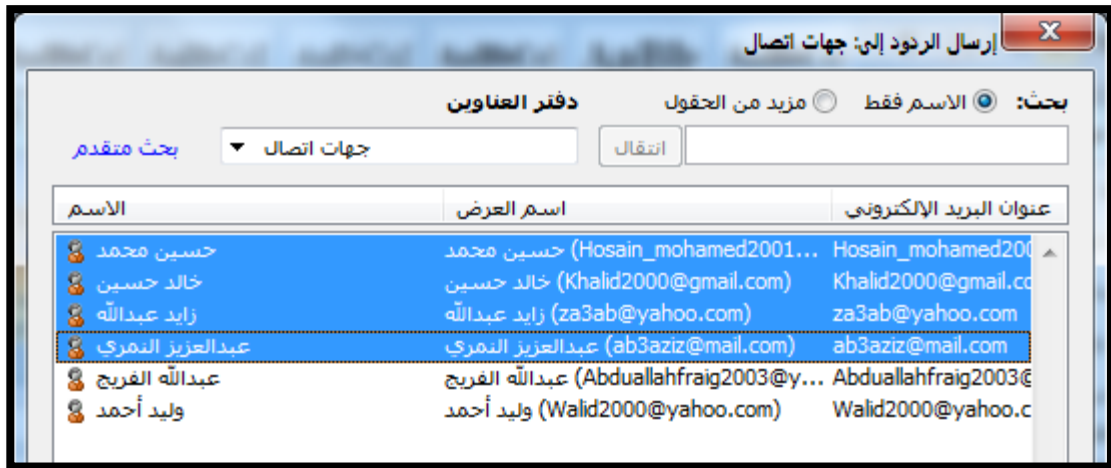 إرسال الردود إلى: جهات اتصال
بحث: الاسم فقط مزيد من الحقول دفتر العناوين
انتقال جهات اتصال بحث متقدم
الاسم اسم العرض عنوان البريد الإلكتروني
حسين محمد حسين محمد (Hosain_mohamed2001... Hosain_mohamed200
خالد حسين خالد حسين (Khalid2000@gmail.com) Khalid2000@gmail.co
زايد عبدالله زايد عبدالله (za3ab@yahoo.com) za3ab@yahoo.com
عبدالعزيز النمري عبدالعزيز النمري (ab3aziz@mail.com) ab3aziz@mail.com
عبدالله الفريج عبدالله الفريج (Abduallahfraig2003@y... Abduallahfraig2003@
وليد أحمد وليد أحمد (Walid2000@yahoo.com) Walid2000@yahoo.c